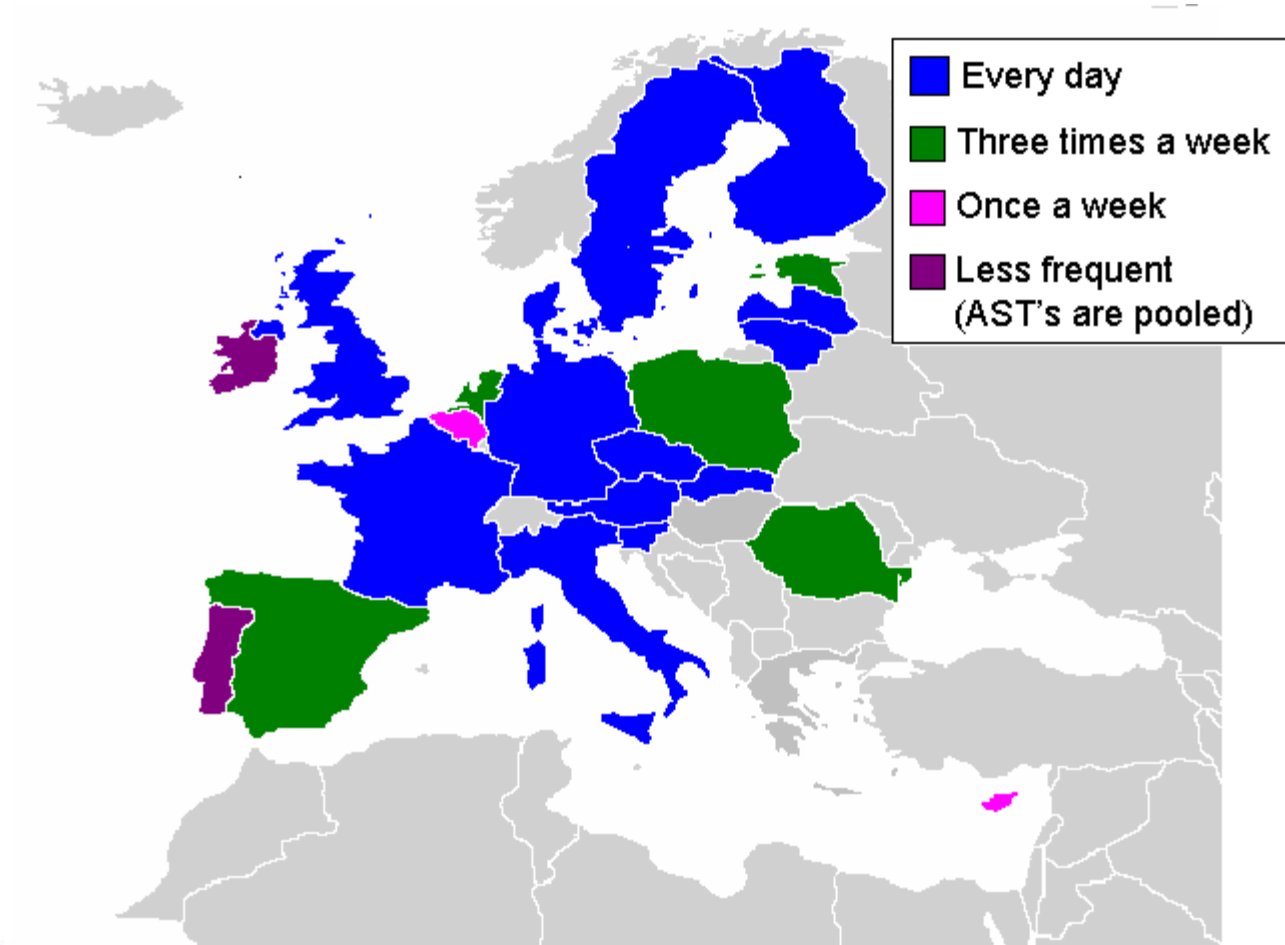 Every day
Three times a week
Once a week
Less frequent
(AST's are pooled)